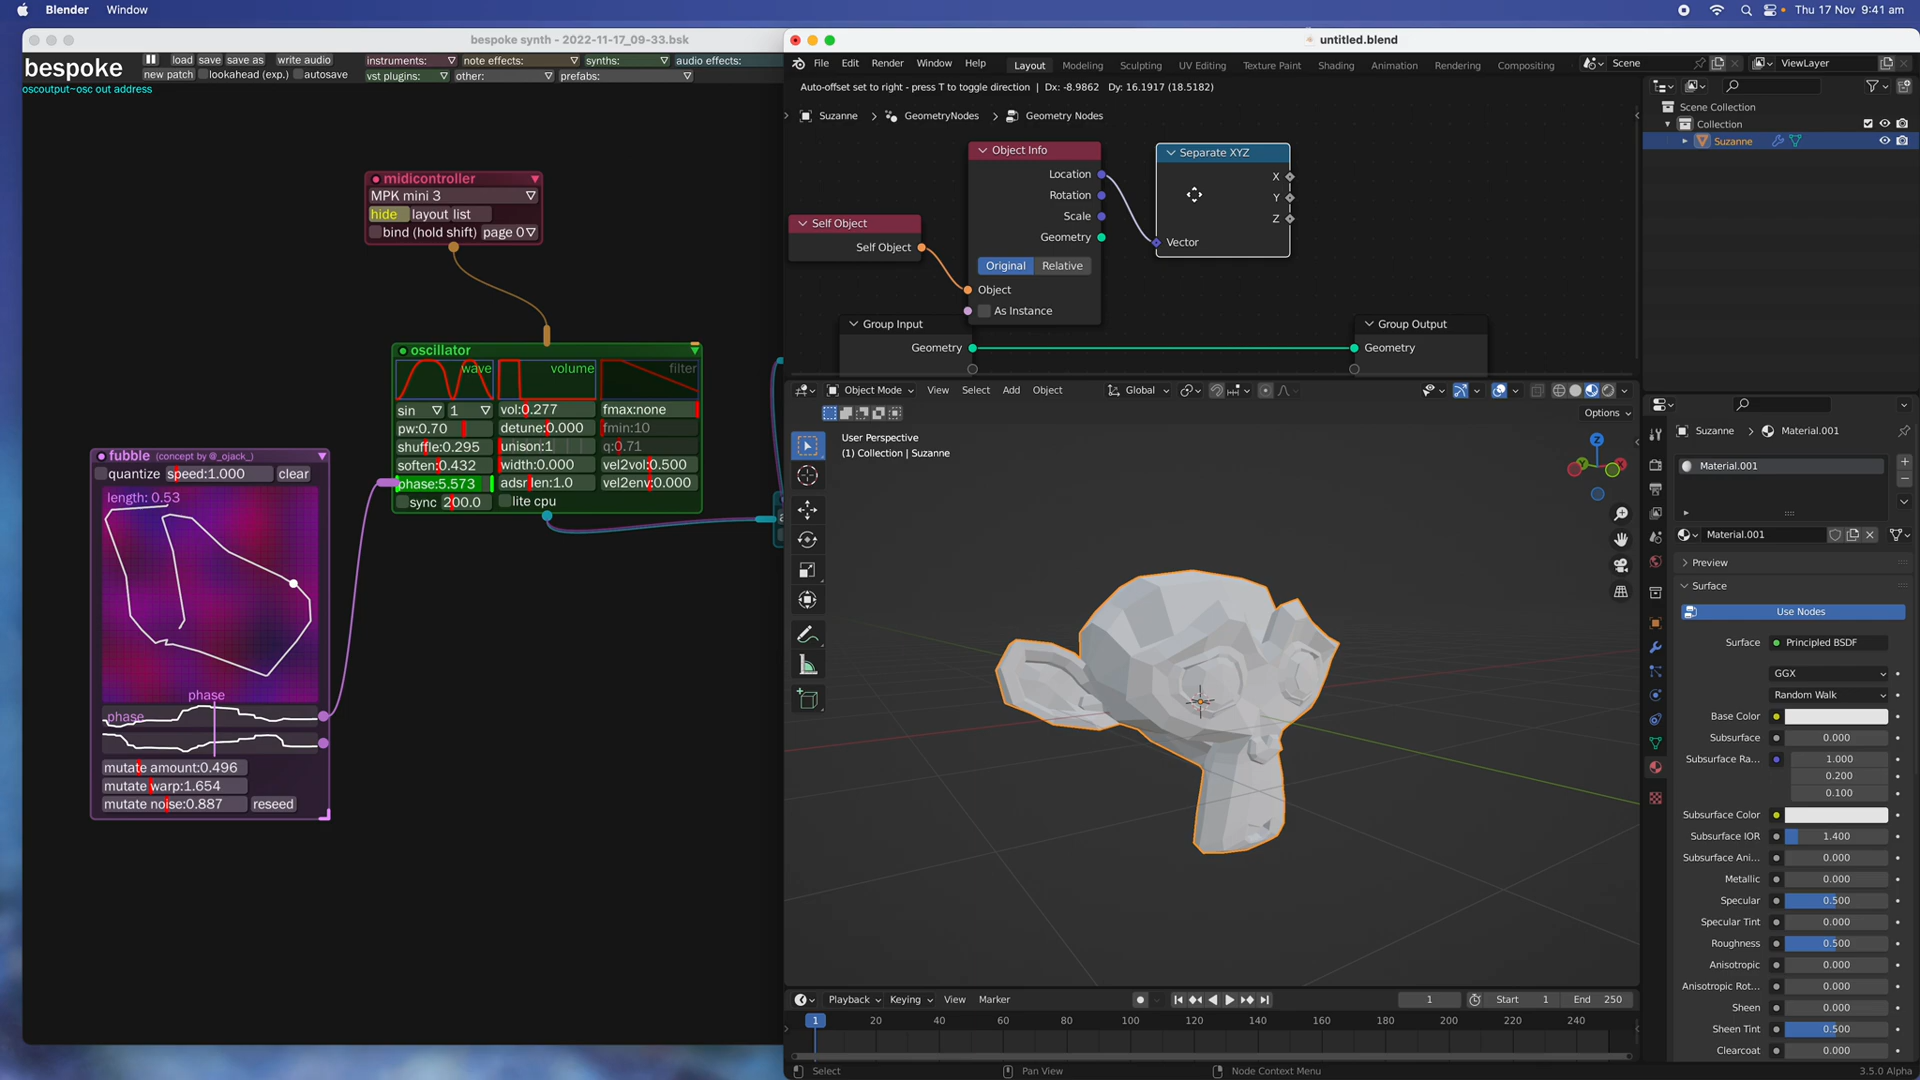 Blender Window
Thu 17 Nov 9:41 am
bespoke synth - 2022-11-17_09-33.bsk
bespoke
load save save as write audio
new patch lookahead (exp.) autosave
instruments: note effects: synths: audio effects:
vst plugins: other: prefabs:
oscoutput~osc out address
midicontroller
MPK mini 3
hide layout list
bind (hold shift) page 0
oscillator
wave volume filter
sin 1 vol:0.277 fmax:none
pw:0.70 detune:0.000 fmin:10
shuffle:0.295 unison:1 q:0.71
soften:0.432 width:0.000 vel2vol:0.500
phase:5.573 adsrlen:1.0 vel2env:0.000
sync 200.0 lite cpu
fubble (concept by @_ojack_)
quantize speed:1.000 clear
length: 0.53
phase
phase
mutate amount:0.496
mutate warp:1.654
mutate noise:0.887 reseed
untitled.blend
File Edit Render Window Help
Layout Modeling Sculpting UV Editing Texture Paint Shading Animation Rendering Compositing
Scene ViewLayer
Auto-offset set to right - press T to toggle direction | Dx: -8.9862 Dy: 16.1917 (18.5182)
Suzanne > GeometryNodes > Geometry Nodes
Self Object
Self Object
Object Info
Location
Rotation
Scale
Geometry
Original Relative
Object
As Instance
Separate XYZ
X
Y
Z
Vector
Group Input
Geometry
Group Output
Geometry
Object Mode View Select Add Object Global
Options
User Perspective
(1) Collection | Suzanne
Z
Playback Keying View Marker
1 Start 1 End 250
1 20 40 60 80 100 120 140 160 180 200 220 240
Select Pan View Node Context Menu
3.5.0 Alpha
Scene Collection
Collection
Suzanne
Suzanne > Material.001
Material.001
Material.001
Preview
Surface
Use Nodes
Surface Principled BSDF
GGX
Random Walk
Base Color
Subsurface 0.000
Subsurface Ra... 1.000
0.200
0.100
Subsurface Color
Subsurface IOR 1.400
Subsurface Ani... 0.000
Metallic 0.000
Specular 0.500
Specular Tint 0.000
Roughness 0.500
Anisotropic 0.000
Anisotropic Rot... 0.000
Sheen 0.000
Sheen Tint 0.500
Clearcoat 0.000